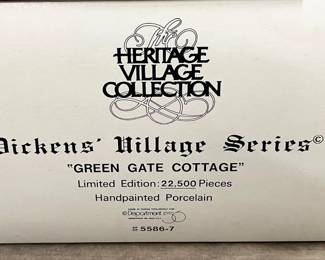 The
HERITAGE
VILLAGE
COLLECTION
Dickens' Village Series©
"GREEN GATE COTTAGE"
Limited Edition: 22,500 Pieces
Handpainted Porcelain
©Department 56
5586-7